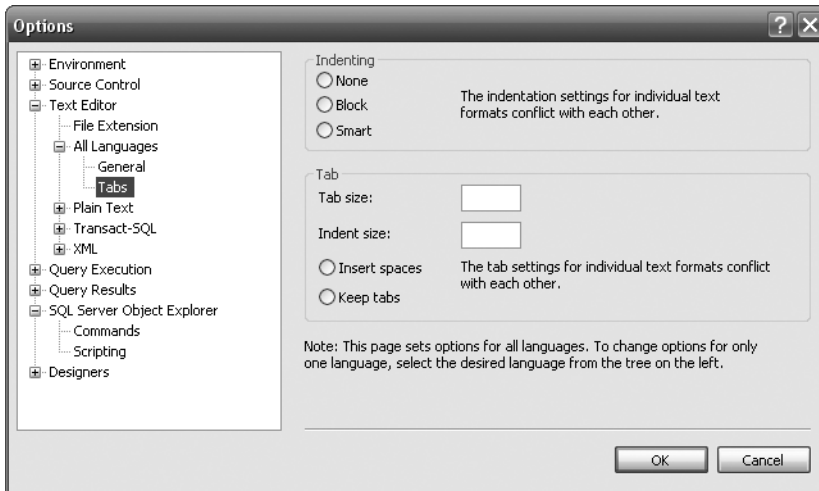 Options
Environment
Source Control
Text Editor
File Extension
All Languages
General
Tabs
Plain Text
Transact-SQL
XML
Query Execution
Query Results
SQL Server Object Explorer
Commands
Scripting
Designers
Indenting
None
Block
Smart
The indentation settings for individual text
formats conflict with each other.
Tab
Tab size:
Indent size:
Insert spaces
Keep tabs
The tab settings for individual text formats conflict
with each other.
Note: This page sets options for all languages. To change options for only
one language, select the desired language from the tree on the left.
OK
Cancel